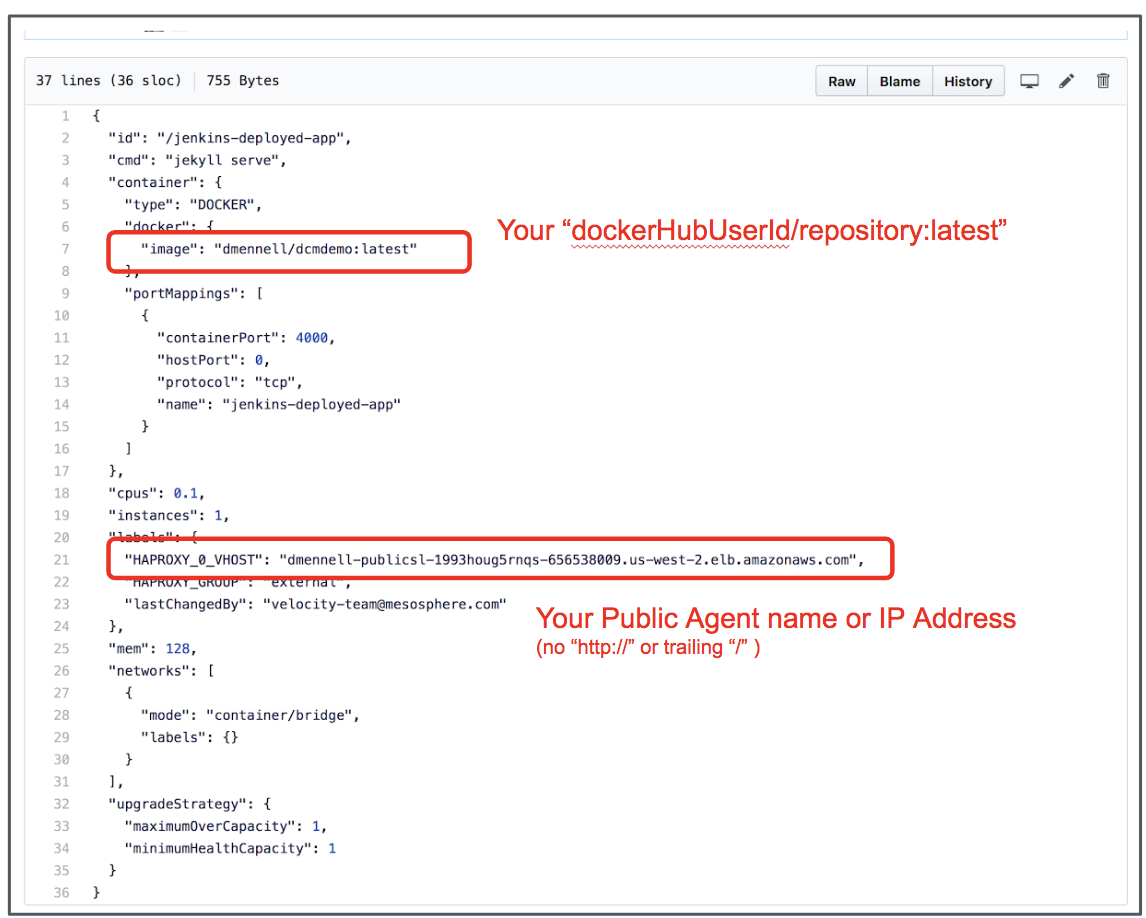 37 lines (36 sloc) 755 Bytes Raw Blame History
1 {
2 "id": "/jenkins-deployed-app",
3 "cmd": "jekyll serve",
4 "container": {
5 "type": "DOCKER",
6 "docker": {
Your “dockerHubUserId/repository:latest”
7 "image": "dmennell/dcmdemo:latest"
8 },
9 "portMappings": [
10 {
11 "containerPort": 4000,
12 "hostPort": 0,
13 "protocol": "tcp",
14 "name": "jenkins-deployed-app"
15 }
16 ]
17 },
18 "cpus": 0.1,
19 "instances": 1,
20 "labels": {
21 "HAPROXY_0_VHOST": "dmennell-publicsl-1993houg5rnqs-656538009.us-west-2.elb.amazonaws.com",
22 "HAPROXY_GROUP": "external",
23 "lastChangedBy": "velocity-team@mesosphere.com"
Your Public Agent name or IP Address
24 },
25 "mem": 128,
(no “http://” or trailing “/” )
26 "networks": [
27 {
28 "mode": "container/bridge",
29 "labels": {}
30 }
31 ],
32 "upgradeStrategy": {
33 "maximumOverCapacity": 1,
34 "minimumHealthCapacity": 1
35 }
36 }